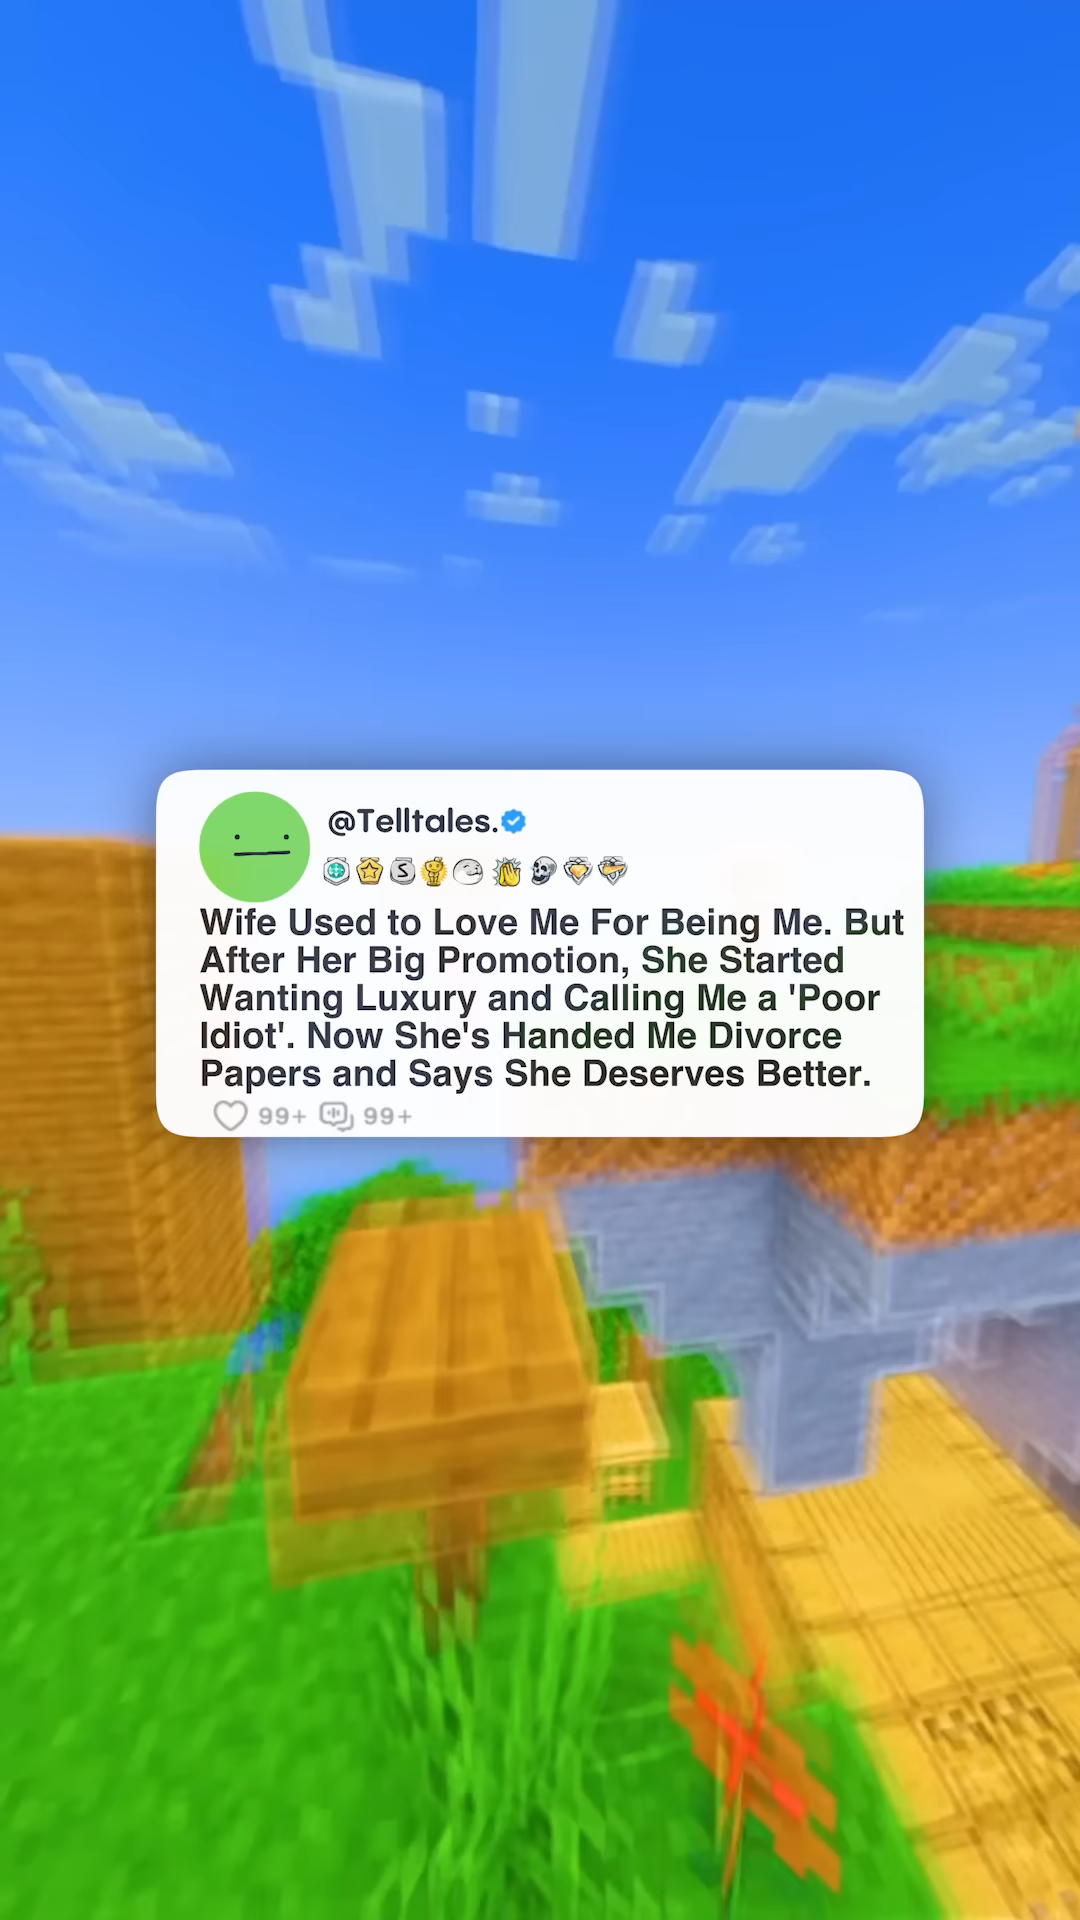 @Telltales.
Wife Used to Love Me For Being Me. But
After Her Big Promotion, She Started
Wanting Luxury and Calling Me a 'Poor
Idiot'. Now She's Handed Me Divorce
Papers and Says She Deserves Better.
99+ 99+